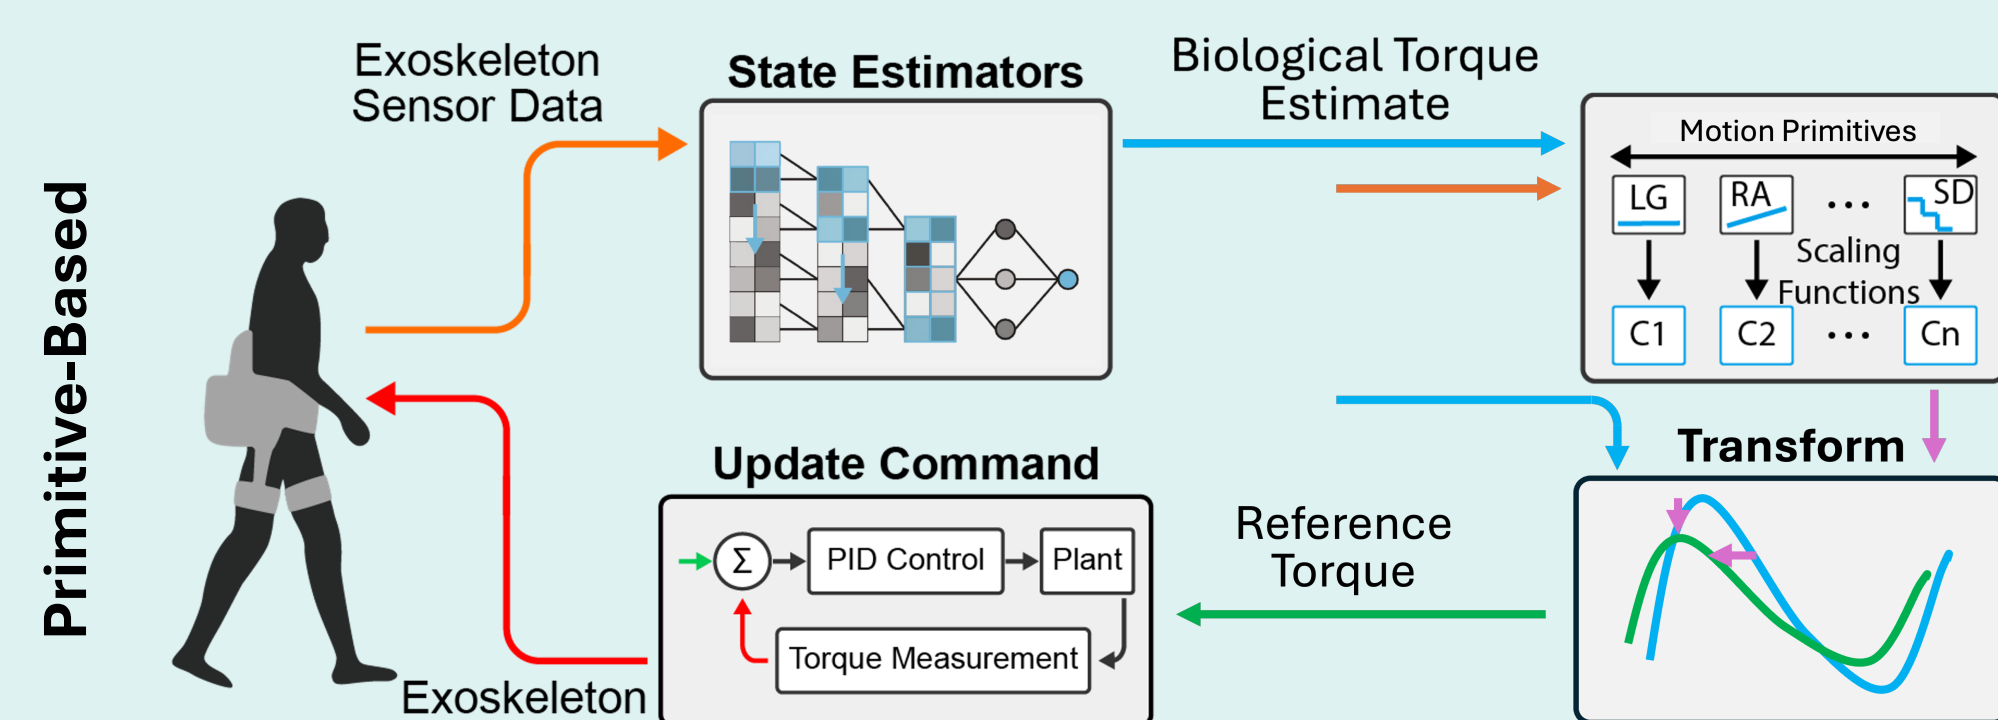 Primitive-Based
Exoskeleton
Sensor Data
State Estimators
Biological Torque
Estimate
Motion Primitives
LG
RA
...
SD
Scaling
Functions
C1
C2
...
Cn
Transform
Reference
Torque
Update Command
Σ
PID Control
Plant
Torque Measurement
Exoskeleton